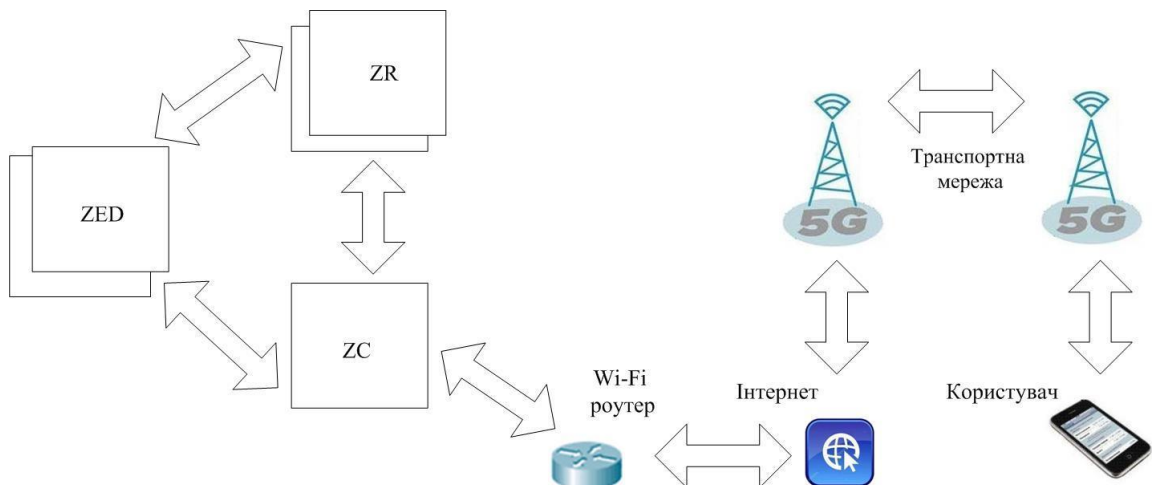 ZR
ZED
ZC
Транспортна
мережа
5G
5G
Wi-Fi
роутер
Інтернет
Користувач